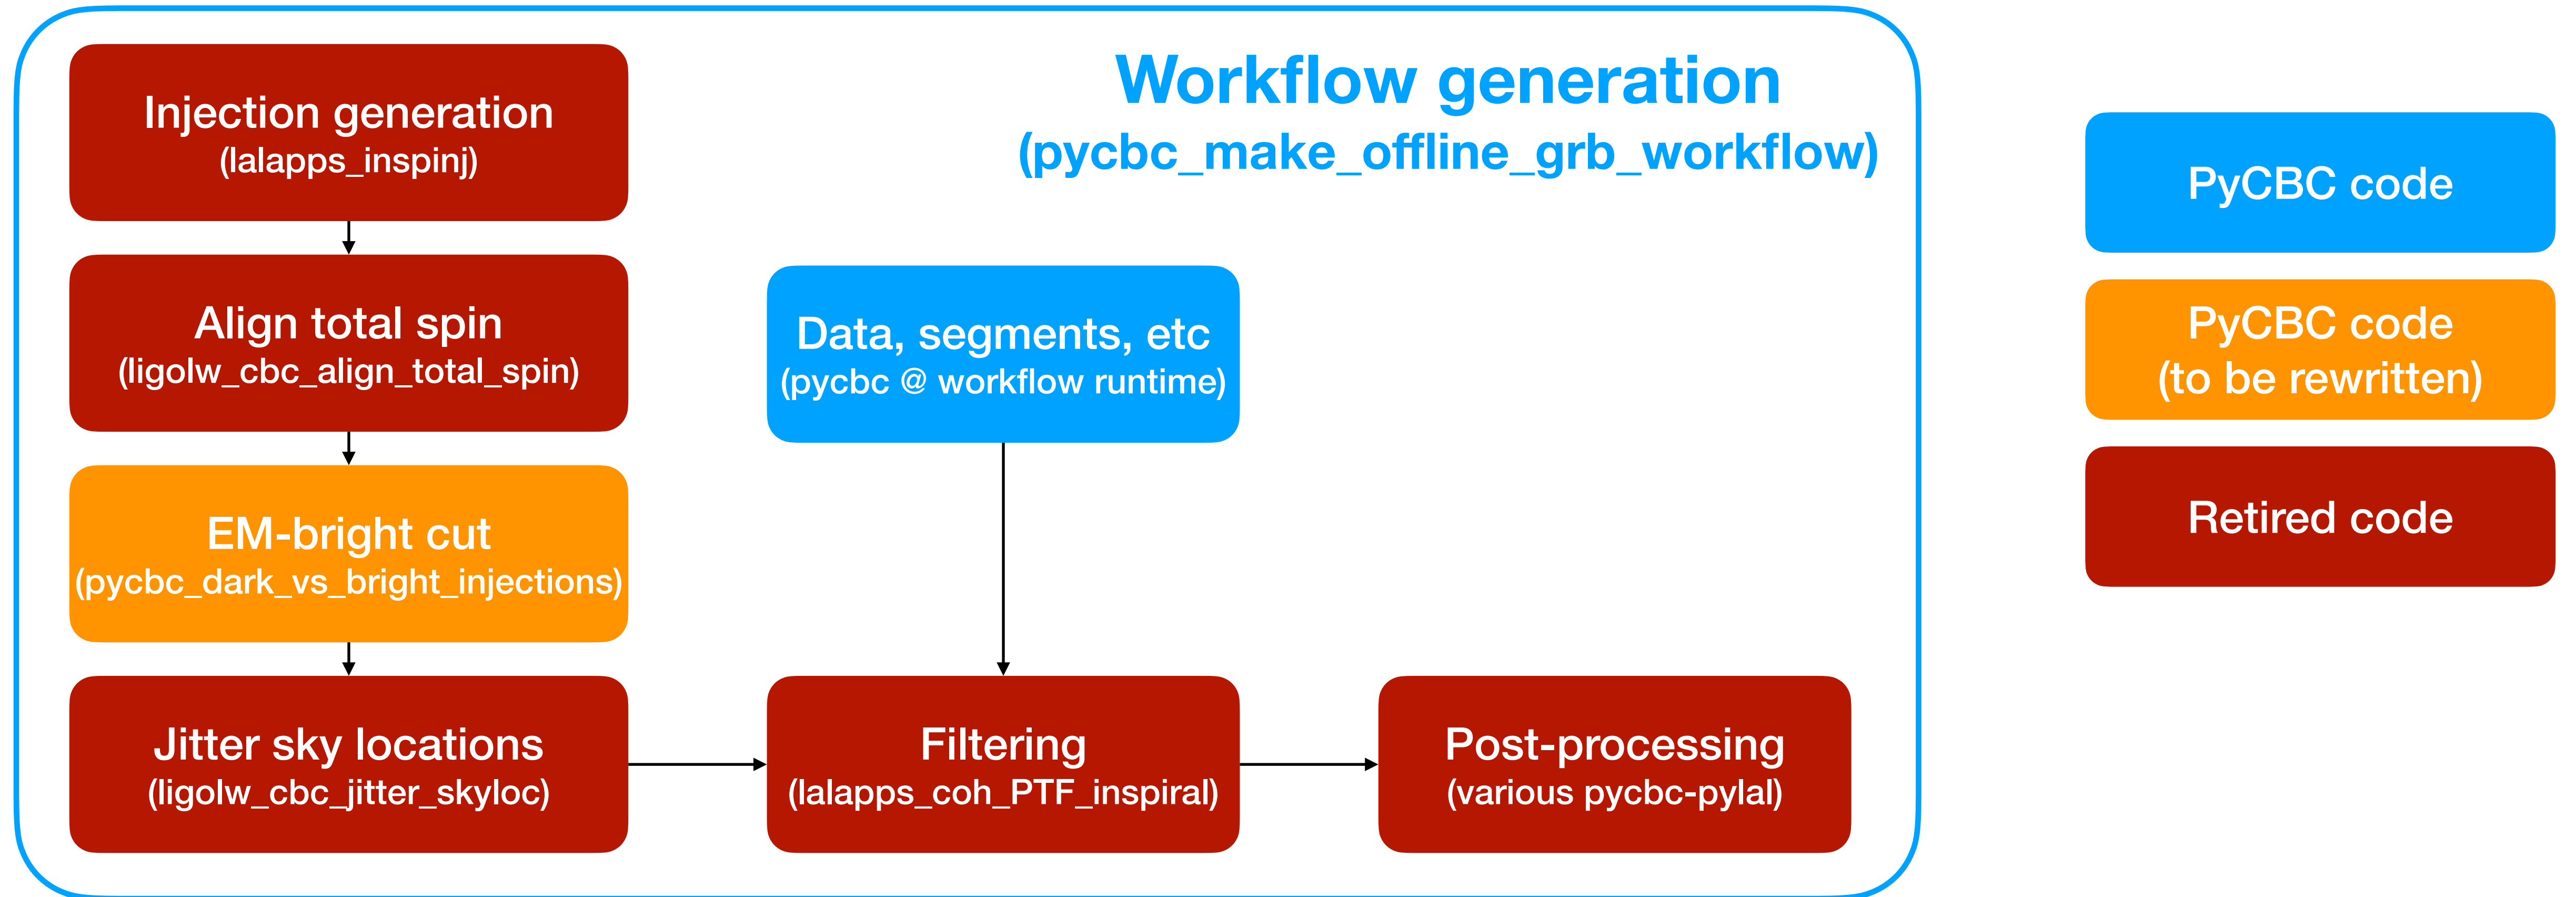 Workflow generation
(pycbc_make_offline_grb_workflow)
Injection generation
(lalapps_inspinj)
Align total spin
(ligolw_cbc_align_total_spin)
EM-bright cut
(pycbc_dark_vs_bright_injections)
Jitter sky locations
(ligolw_cbc_jitter_skyloc)
Data, segments, etc
(pycbc @ workflow runtime)
Filtering
(lalapps_coh_PTF_inspiral)
Post-processing
(various pycbc-pylal)
PyCBC code
PyCBC code
(to be rewritten)
Retired code